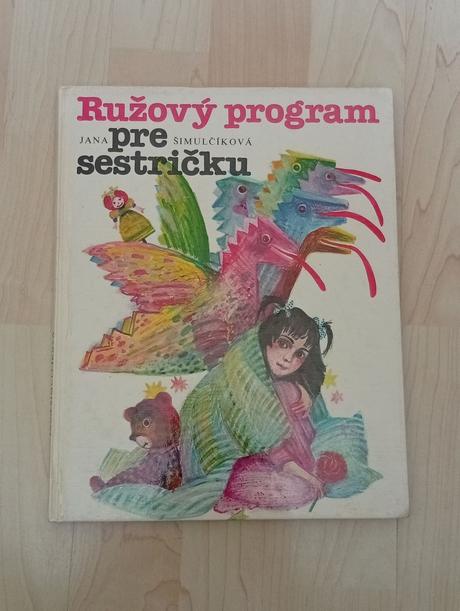 Ružový program
JANA pre ŠIMULČÍKOVÁ
sestričku